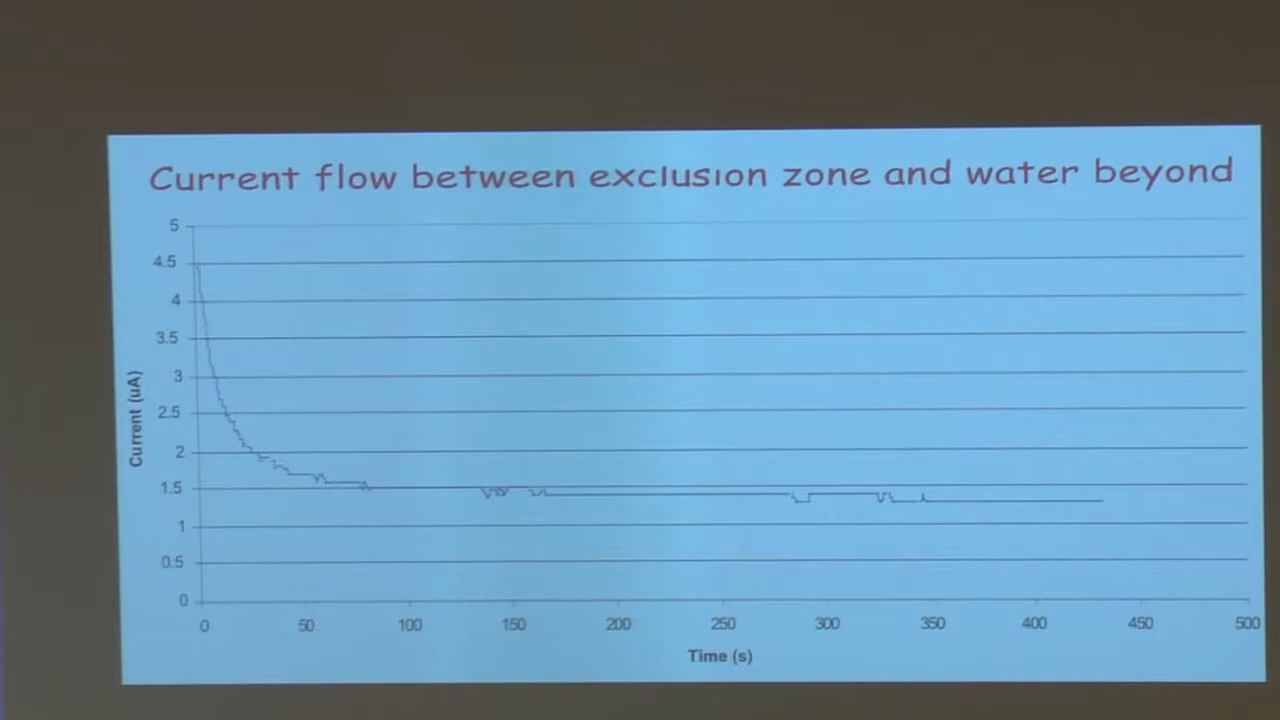 Current flow between exclusion zone and water beyond
5
4.5
4
3.5
3
2.5
2
1.5
1
0.5
0
Current (uA)
0 50 100 150 200 250 300 350 400 450 500
Time (s)